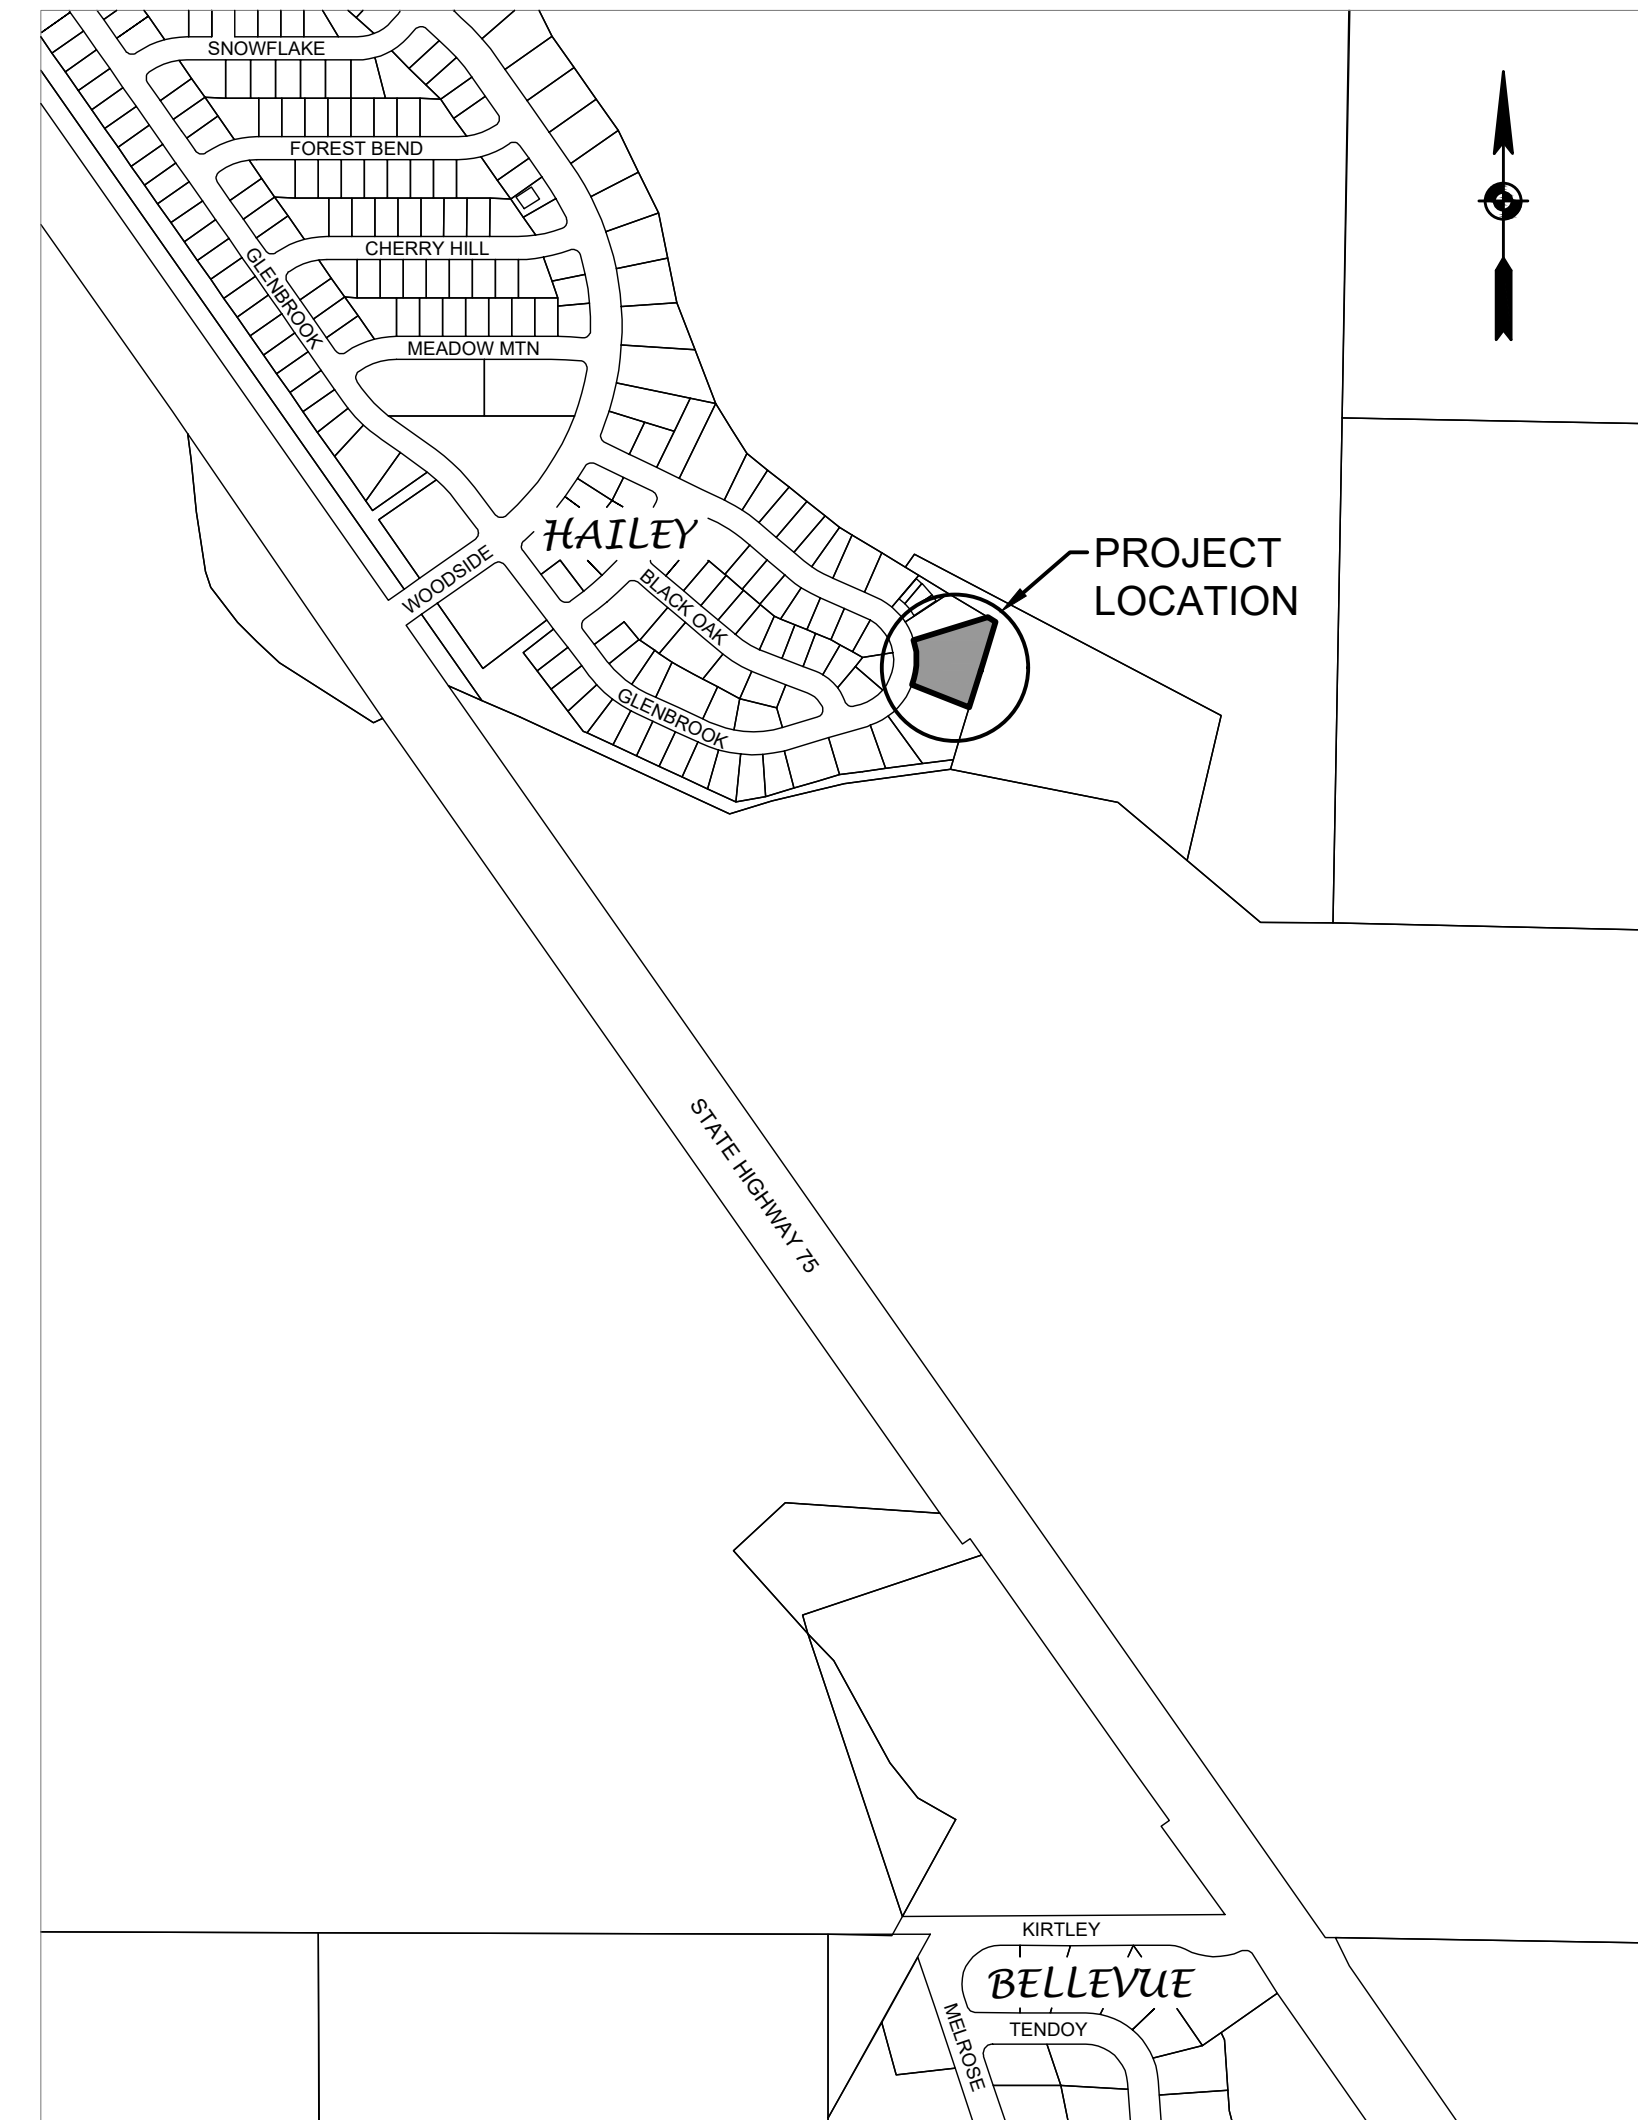 SNOWFLAKE
FOREST BEND
CHERRY HILL
GLENBROOK
MEADOW MTN
HAILEY
WOODSIDE
BLACK OAK
GLENBROOK
PROJECT
LOCATION
STATE HIGHWAY 75
KIRTLEY
BELLEVUE
MELROSE
TENDOY